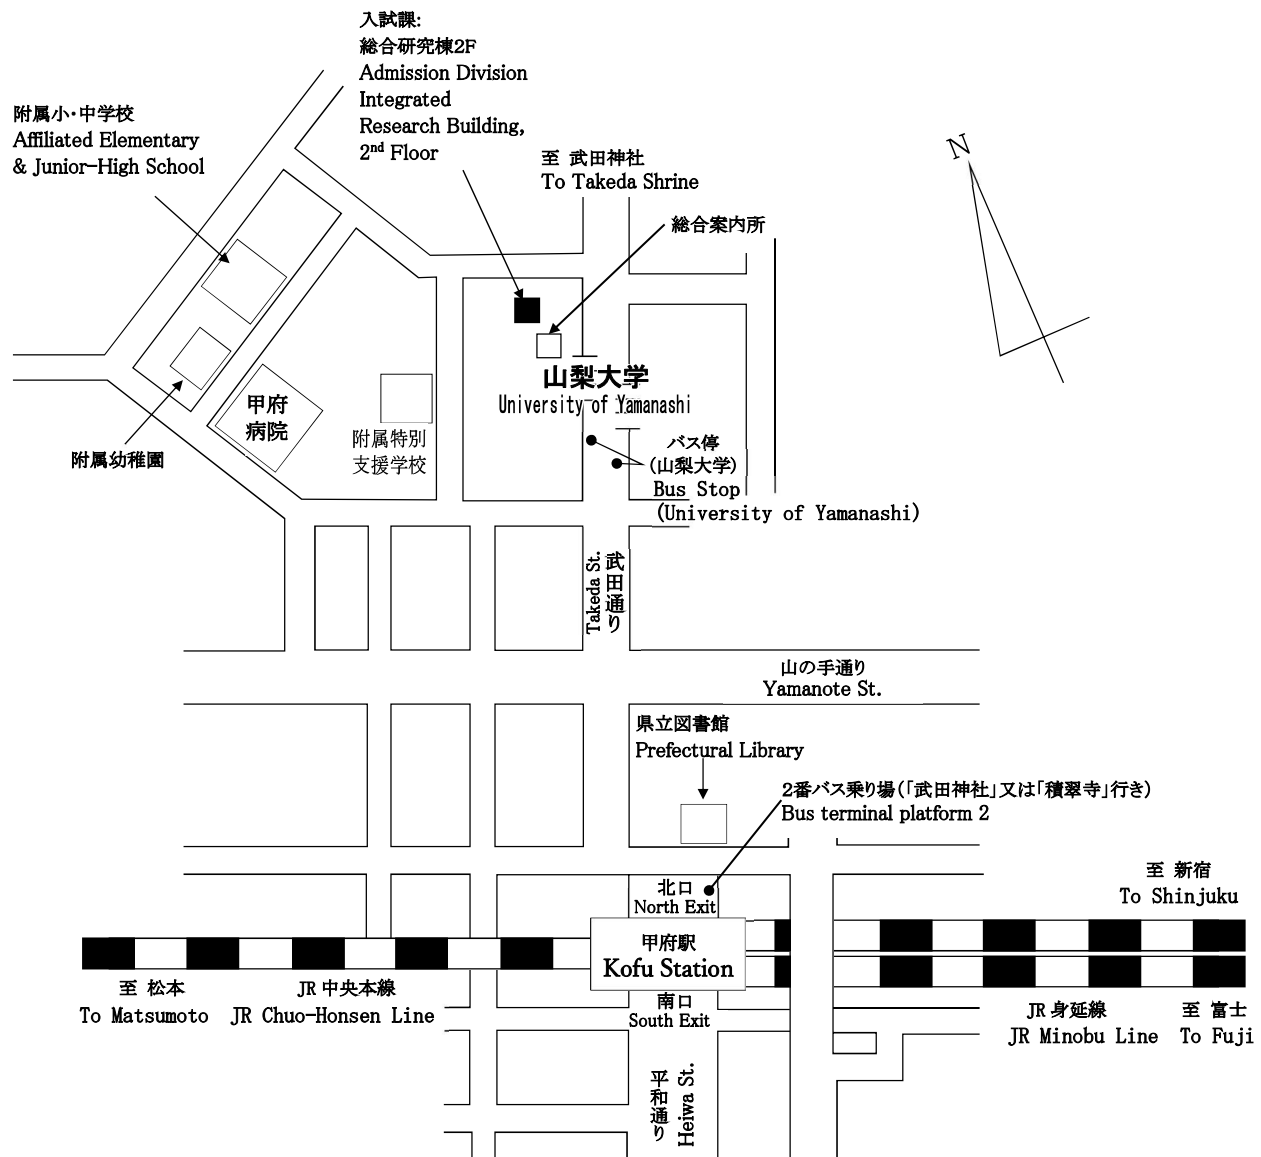 入試課:
総合研究棟2F
Admission Division
Integrated
Research Building,
2nd Floor
附属小・中学校
Affiliated Elementary
& Junior-High School
至 武田神社
To Takeda Shrine
総合案内所
N
山梨大学
University of Yamanashi
甲府
病院
附属特別
支援学校
附属幼稚園
バス停
(山梨大学)
Bus Stop
(University of Yamanashi)
Takeda St.
武田通り
山の手通り
Yamanote St.
県立図書館
Prefectural Library
2番バス乗り場(「武田神社」又は「積翠寺」行き)
Bus terminal platform 2
北口
North Exit
至 新宿
To Shinjuku
甲府駅
Kofu Station
至 松本
To Matsumoto
JR 中央本線
JR Chuo-Honsen Line
南口
South Exit
JR 身延線
JR Minobu Line
至 富士
To Fuji
平和通り
Heiwa St.